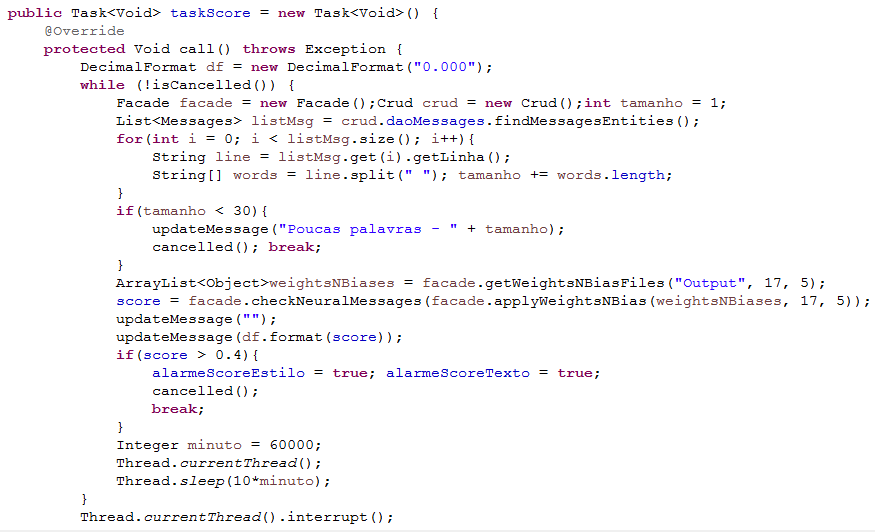 public Task<Void> taskScore = new Task<Void>() {
@Override
protected Void call() throws Exception {
DecimalFormat df = new DecimalFormat("0.000");
while (!isCancelled()) {
Facade facade = new Facade();Crud crud = new Crud();int tamanho = 1;
List<Messages> listMsg = crud.daoMessages.findMessagesEntities();
for(int i = 0; i < listMsg.size(); i++){
String line = listMsg.get(i).getLinha();
String[] words = line.split(" "); tamanho += words.length;
}
if(tamanho < 30){
updateMessage("Poucas palavras - " + tamanho);
cancelled(); break;
}
ArrayList<Object>weightsNBiases = facade.getWeightsNBiasFiles("Output", 17, 5);
score = facade.checkNeuralMessages(facade.applyWeightsNBias(weightsNBiases, 17, 5));
updateMessage("");
updateMessage(df.format(score));
if(score > 0.4){
alarmeScoreEstilo = true; alarmeScoreTexto = true;
cancelled();
break;
}
Integer minuto = 60000;
Thread.currentThread();
Thread.sleep(10*minuto);
}
Thread.currentThread().interrupt();